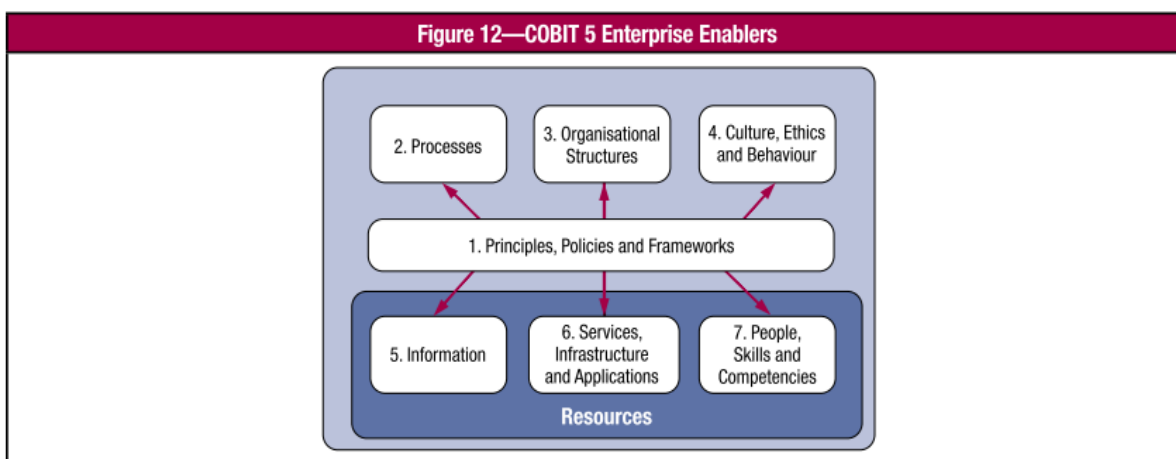 Figure 12—COBIT 5 Enterprise Enablers
2. Processes
3. Organisational
Structures
4. Culture, Ethics
and Behaviour
1. Principles, Policies and Frameworks
5. Information
6. Services,
Infrastructure
and Applications
7. People,
Skills and
Competencies
Resources